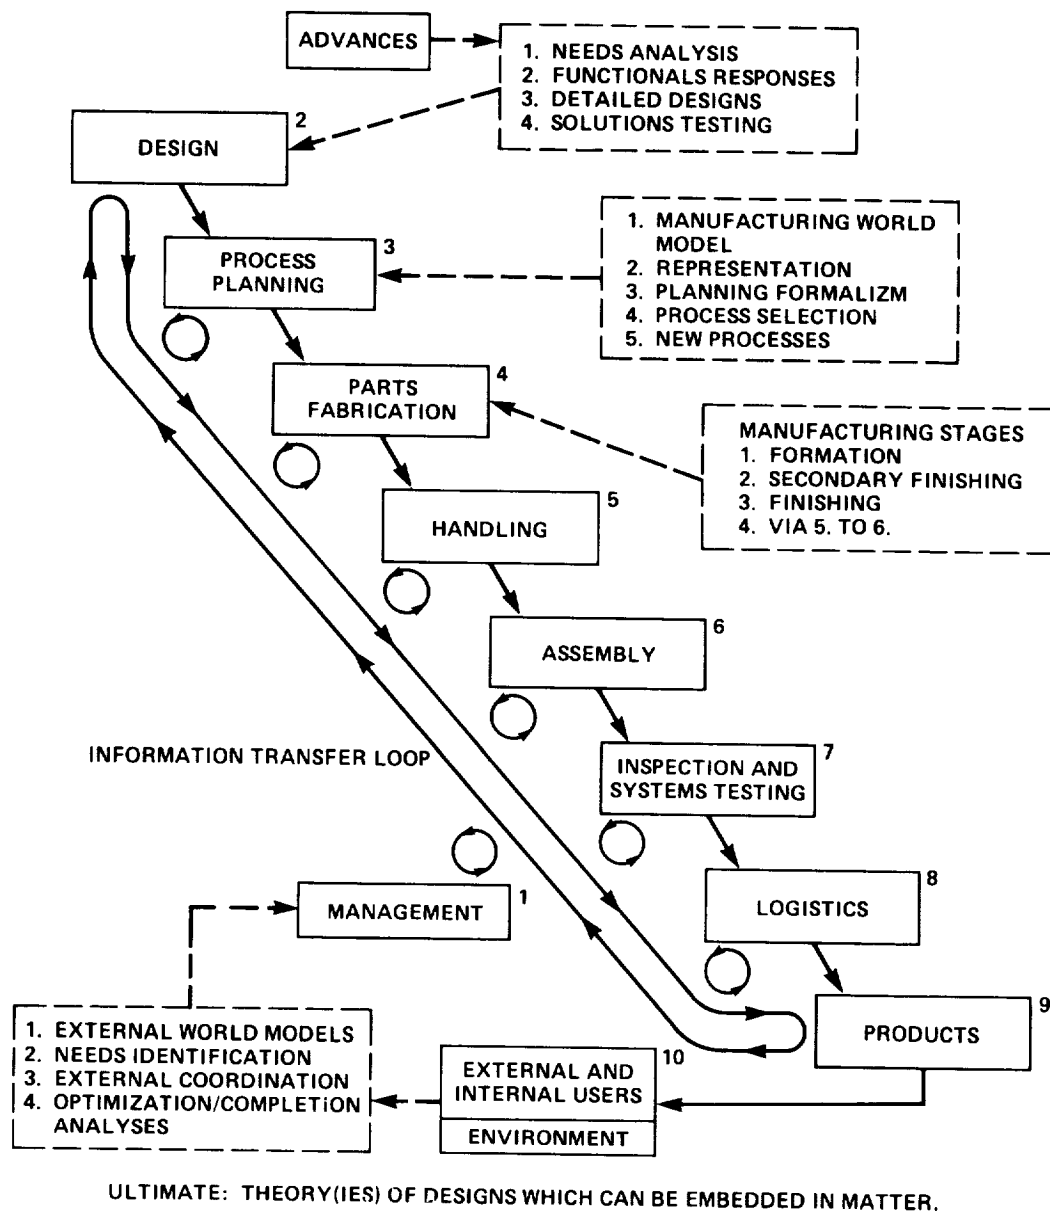 ADVANCES
1. NEEDS ANALYSIS
2. FUNCTIONALS RESPONSES
3. DETAILED DESIGNS
4. SOLUTIONS TESTING
2
DESIGN
1. MANUFACTURING WORLD
MODEL
2. REPRESENTATION
3. PLANNING FORMALIZM
4. PROCESS SELECTION
5. NEW PROCESSES
3
PROCESS
PLANNING
4
PARTS
FABRICATION
MANUFACTURING STAGES
1. FORMATION
2. SECONDARY FINISHING
3. FINISHING
4. VIA 5. TO 6.
5
HANDLING
6
ASSEMBLY
INFORMATION TRANSFER LOOP
7
INSPECTION AND
SYSTEMS TESTING
1
MANAGEMENT
8
LOGISTICS
9
PRODUCTS
1. EXTERNAL WORLD MODELS
2. NEEDS IDENTIFICATION
3. EXTERNAL COORDINATION
4. OPTIMIZATION/COMPLETiON
ANALYSES
10
EXTERNAL AND
INTERNAL USERS
ENVIRONMENT
ULTIMATE: THEORY(IES) OF DESIGNS WHICH CAN BE EMBEDDED IN MATTER.